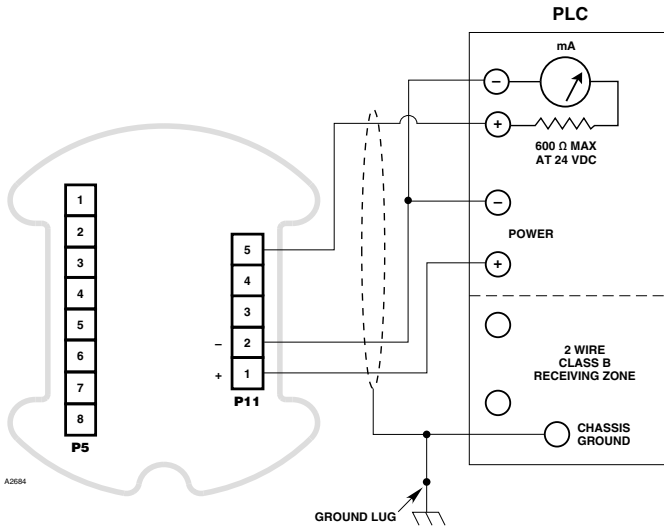 PLC
mA
−
+
600 Ω MAX
AT 24 VDC
−
POWER
+
1
2
3
4
5
6
7
8
P5
5
4
3
− 2
+ 1
P11
2 WIRE
CLASS B
RECEIVING ZONE
CHASSIS
GROUND
A2684
GROUND LUG